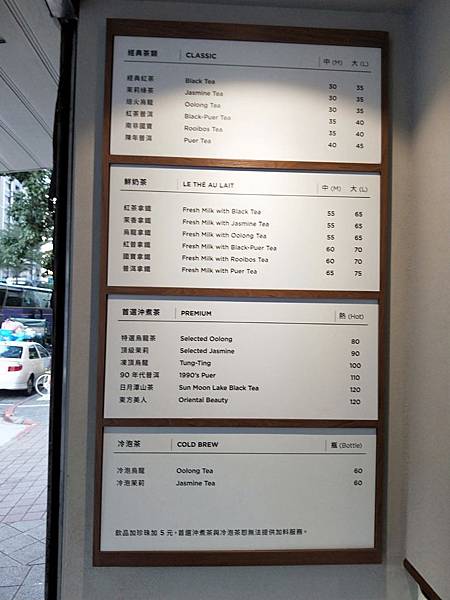 經典茶類 CLASSIC 中 (M) 大 (L)
經典紅茶 Black Tea 30 35
茉莉綠茶 Jasmine Tea 30 35
焙火烏龍 Oolong Tea 30 35
紅茶普洱 Black-Puer Tea 35 40
南非國寶 Rooibos Tea 35 40
陳年普洱 Puer Tea 40 45
鮮奶茶 LE THÉ AU LAIT 中 (M) 大 (L)
紅茶拿鐵 Fresh Milk with Black Tea 55 65
茉香拿鐵 Fresh Milk with Jasmine Tea 55 65
烏龍拿鐵 Fresh Milk with Oolong Tea 55 65
紅普拿鐵 Fresh Milk with Black-Puer Tea 60 70
國寶拿鐵 Fresh Milk with Rooibos Tea 60 70
普洱拿鐵 Fresh Milk with Puer Tea 65 75
首選沖煮茶 PREMIUM 熱 (Hot)
特選烏龍茶 Selected Oolong 80
頂級茉莉 Selected Jasmine 90
凍頂烏龍 Tung-Ting 100
90 年代普洱 1990's Puer 110
日月潭山茶 Sun Moon Lake Black Tea 120
東方美人 Oriental Beauty 120
冷泡茶 COLD BREW 瓶 (Bottle)
冷泡烏龍 Oolong Tea 60
冷泡茉莉 Jasmine Tea 60
飲品加珍珠加 5 元，首選沖煮茶與冷泡茶恕無法提供加料服務。